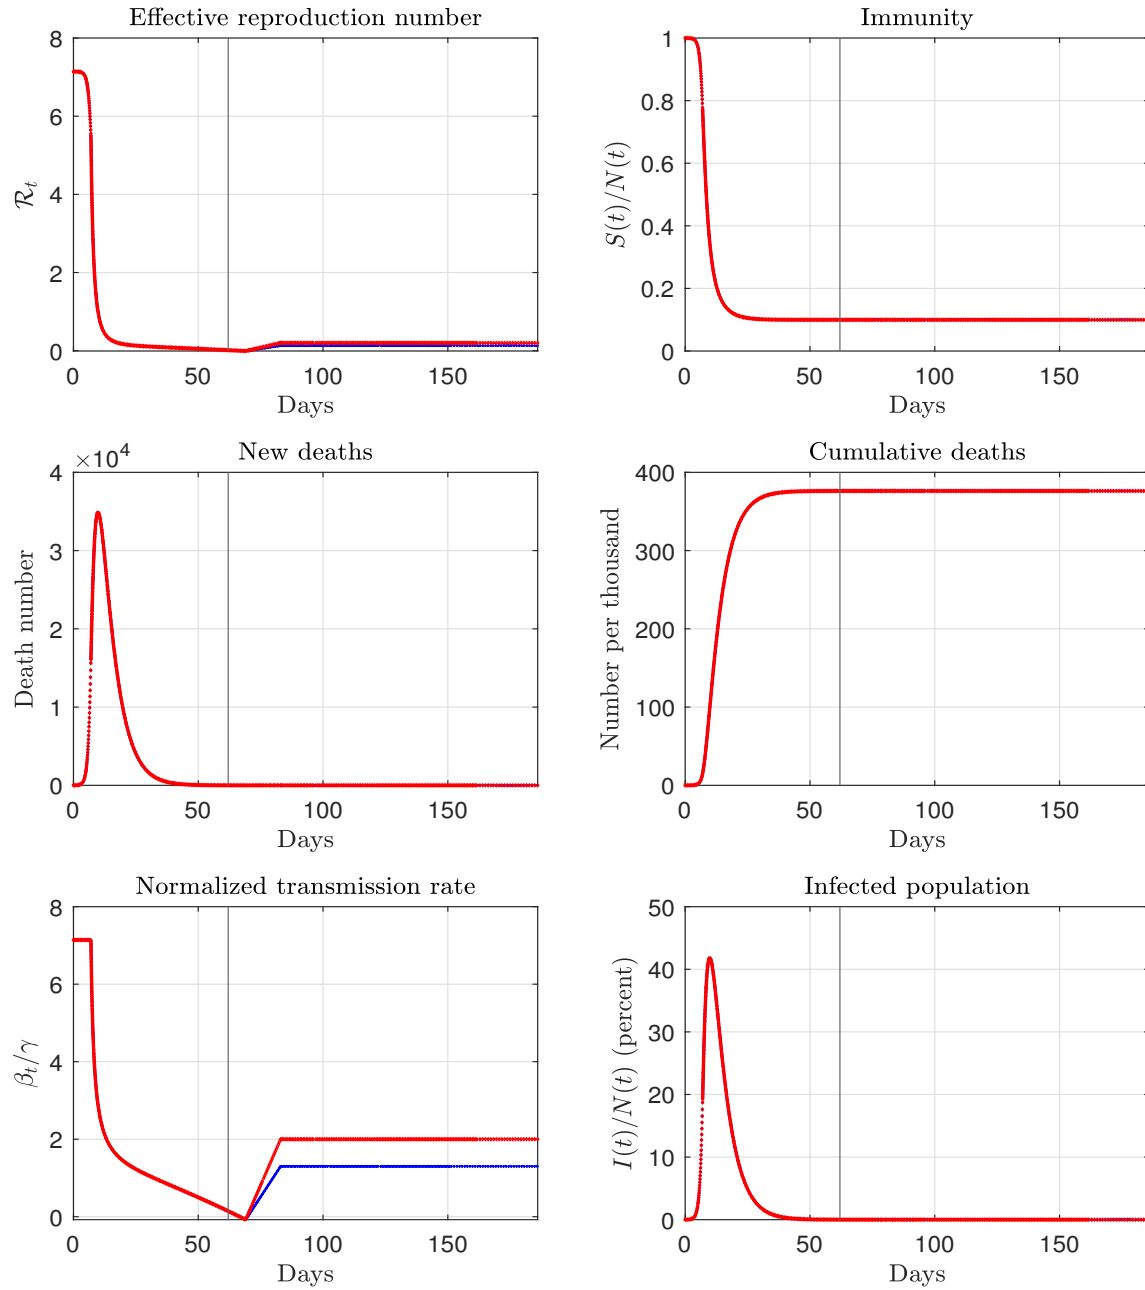 Effective reproduction number
8
6
4
2
0
ℛₜ
0 50 100 150
Days
Immunity
1
0.8
0.6
0.4
0.2
0
S(t)/N(t)
0 50 100 150
Days
New deaths
×10⁴
4
3
2
1
0
Death number
0 50 100 150
Days
Cumulative deaths
400
300
200
100
0
Number per thousand
0 50 100 150
Days
Normalized transmission rate
8
6
4
2
0
βₜ/γ
0 50 100 150
Days
Infected population
50
40
30
20
10
0
I(t)/N(t) (percent)
0 50 100 150
Days